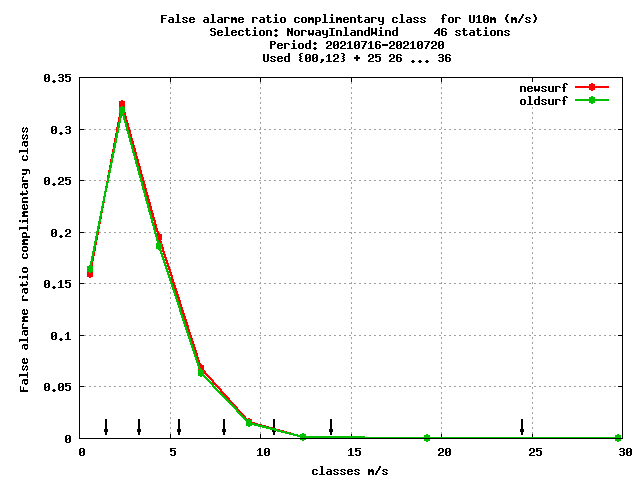 False alarme ratio complimentary class  for U10m (m/s)
Selection: NorwayInlandWind     46 stations
Period: 20210716-20210720
Used {00,12} + 25 26 ... 36
newsurf
oldsurf
False alarme ratio complimentary class
0.35
0.3
0.25
0.2
0.15
0.1
0.05
0
0 5 10 15 20 25 30
classes m/s